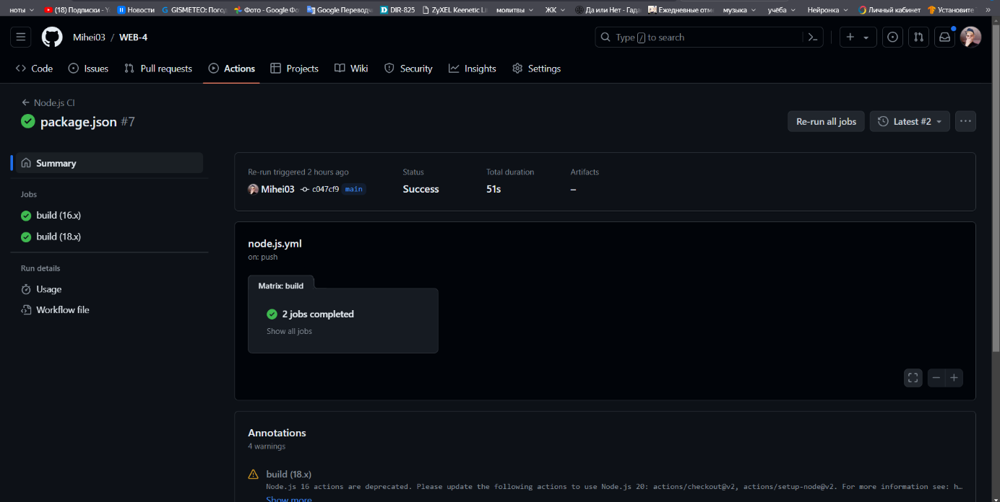 ноты (18) Подписки - Y Новости GISMETEO: Погод Фото - Google Фо Google Переводч DIR-825 ZyXEL Keenetic Li молитвы ЖК Да или Нет - Гада Ежедневные отм музыка учёба Нейронка Личный кабинет Установите »
Mihei03 / WEB-4 Type / to search
Code Issues Pull requests Actions Projects Wiki Security Insights Settings
← Node.js CI
package.json #7 Re-run all jobs Latest #2 ...
Summary
Re-run triggered 2 hours ago Status Total duration Artifacts
Mihei03 c047cf9 main Success 51s –
Jobs
build (16.x)
build (18.x)
Run details
Usage
Workflow file
node.js.yml
on: push
Matrix: build
2 jobs completed
Show all jobs
Annotations
4 warnings
build (18.x)
Node.js 16 actions are deprecated. Please update the following actions to use Node.js 20: actions/checkout@v2, actions/setup-node@v2. For more information see: h…
Show more